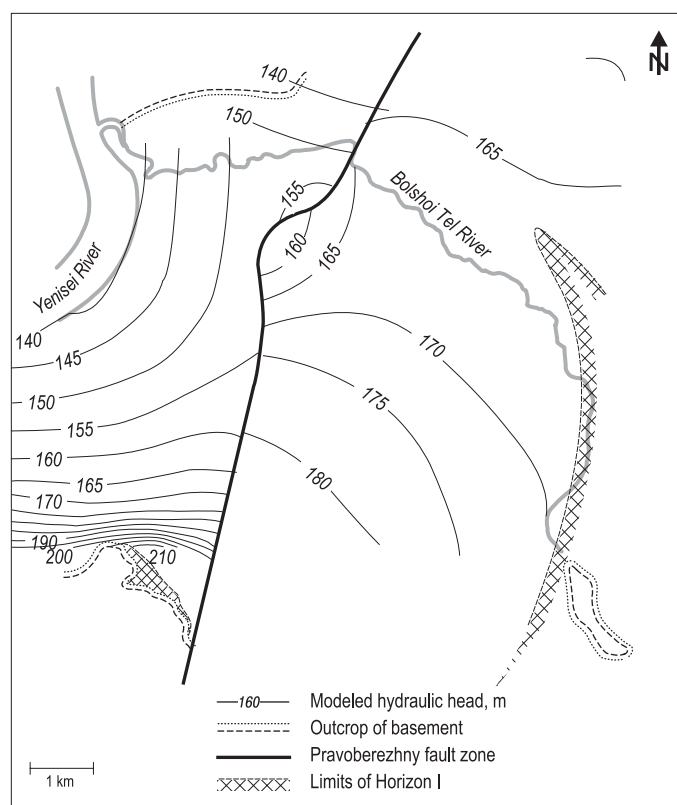 N
140
150
165
155
160
165
Bolshoi Tel River
Yenisei River
140
145
150
155
160
165
170
190
200
210
170
175
180
160 Modeled hydraulic head, m
Outcrop of basement
Pravoberezhny fault zone
Limits of Horizon I
1 km